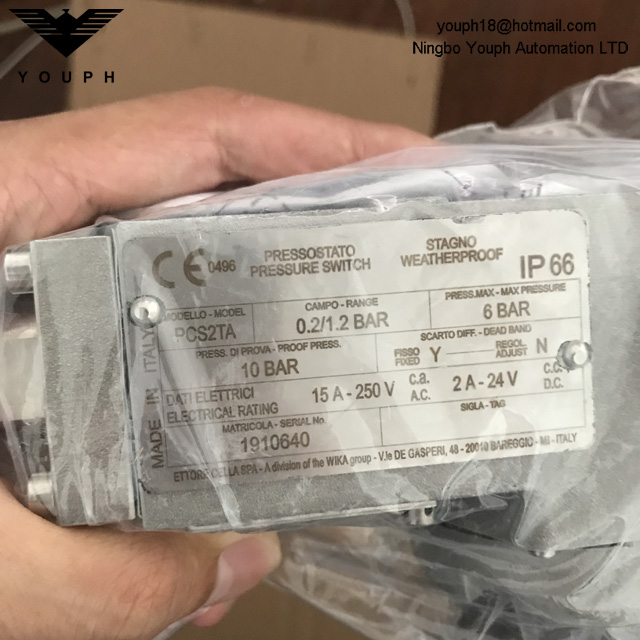 YOUPH
youph18@hotmail.com
Ningbo Youph Automation LTD
CE 0496
PRESSOSTATO
PRESSURE SWITCH
STAGNO
WEATHERPROOF
IP 66
MODELLO - MODEL
PCS2TA
CAMPO - RANGE
0.2/1.2 BAR
PRESS.MAX - MAX PRESSURE
6 BAR
PRESS. DI PROVA - PROOF PRESS.
10 BAR
SCARTO DIFF. - DEAD BAND
FISSO
FIXED Y
REGOL.
ADJUST N
DATI ELETTRICI
ELECTRICAL RATING
15 A - 250 V c.a.
A.C.
2 A - 24 V c.c.
D.C.
MATRICOLA - SERIAL No.
1910640
SIGLA - TAG
ETTORE SPA - A division of the WIKA group - V.le DE GASPERI, 48 - 20010 BAREGGIO - MI - ITALY
MADE IN ITALY